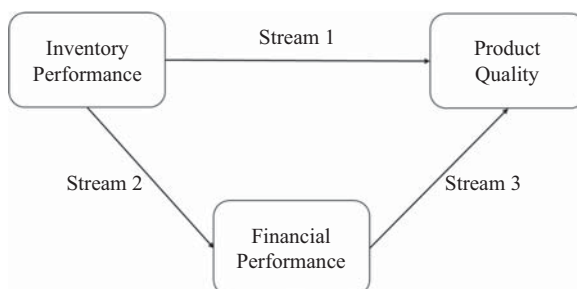 Inventory
Performance
Stream 1
Product
Quality
Stream 2
Stream 3
Financial
Performance